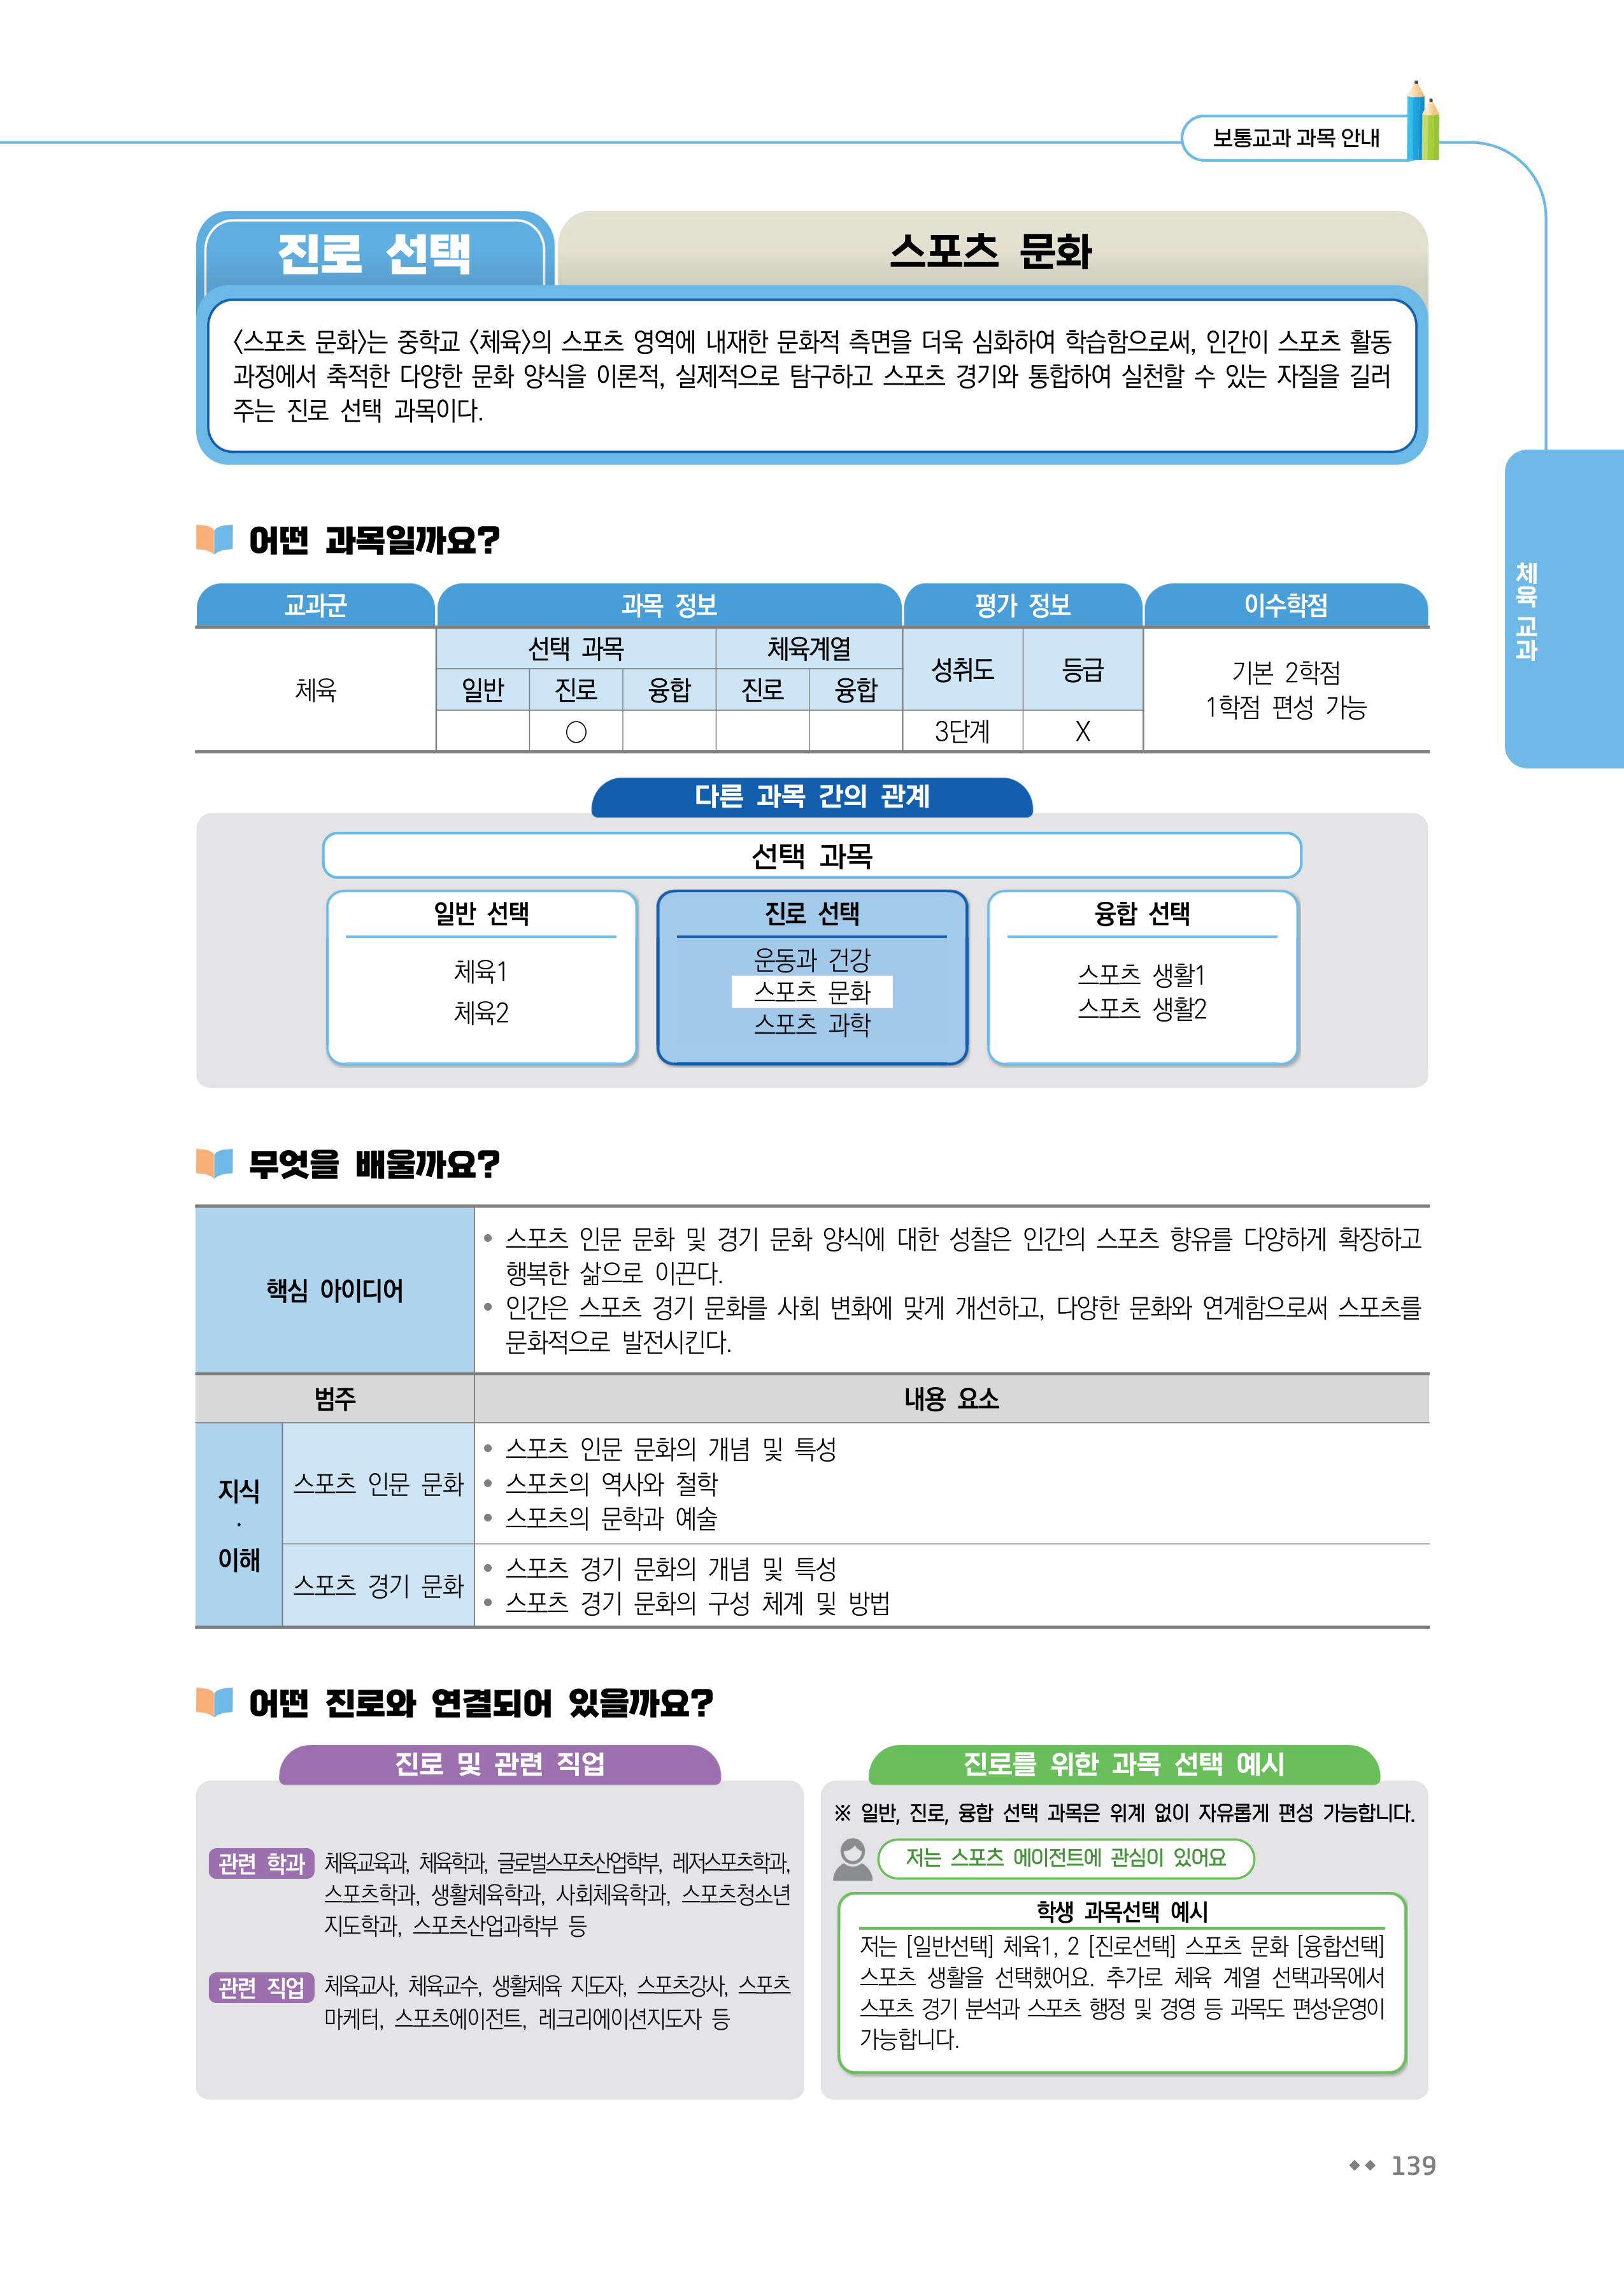 보통교과 과목 안내
진로 선택
스포츠 문화
<스포츠 문화>는 중학교 <체육>의 스포츠 영역에 내재한 문화적 측면을 더욱 심화하여 학습함으로써, 인간이 스포츠 활동
과정에서 축적한 다양한 문화 양식을 이론적, 실제적으로 탐구하고 스포츠 경기와 통합하여 실천할 수 있는 자질을 길러
주는 진로 선택 과목이다.
체육 교과
어떤 과목일까요?
교과군 과목 정보 평가 정보 이수학점
선택 과목 체육계열
성취도 등급
일반 진로 융합 진로 융합
체육
기본 2학점
1학점 편성 가능
○ 3단계 X
다른 과목 간의 관계
선택 과목
일반 선택
체육1
체육2
진로 선택
운동과 건강
스포츠 문화
스포츠 과학
융합 선택
스포츠 생활1
스포츠 생활2
무엇을 배울까요?
핵심 아이디어
• 스포츠 인문 문화 및 경기 문화 양식에 대한 성찰은 인간의 스포츠 향유를 다양하게 확장하고
행복한 삶으로 이끈다.
• 인간은 스포츠 경기 문화를 사회 변화에 맞게 개선하고, 다양한 문화와 연계함으로써 스포츠를
문화적으로 발전시킨다.
범주 내용 요소
지식
·
이해
스포츠 인문 문화
• 스포츠 인문 문화의 개념 및 특성
• 스포츠의 역사와 철학
• 스포츠의 문학과 예술
스포츠 경기 문화
• 스포츠 경기 문화의 개념 및 특성
• 스포츠 경기 문화의 구성 체계 및 방법
어떤 진로와 연결되어 있을까요?
진로 및 관련 직업
관련 학과 체육교육과, 체육학과, 글로벌스포츠산업학부, 레저스포츠학과,
스포츠학과, 생활체육학과, 사회체육학과, 스포츠청소년
지도학과, 스포츠산업과학부 등
관련 직업 체육교사, 체육교수, 생활체육 지도자, 스포츠강사, 스포츠
마케터, 스포츠에이전트, 레크리에이션지도자 등
진로를 위한 과목 선택 예시
※ 일반, 진로, 융합 선택 과목은 위계 없이 자유롭게 편성 가능합니다.
저는 스포츠 에이전트에 관심이 있어요
학생 과목선택 예시
저는 [일반선택] 체육1, 2 [진로선택] 스포츠 문화 [융합선택]
스포츠 생활을 선택했어요. 추가로 체육 계열 선택과목에서
스포츠 경기 분석과 스포츠 행정 및 경영 등 과목도 편성·운영이
가능합니다.
◆◆ 139